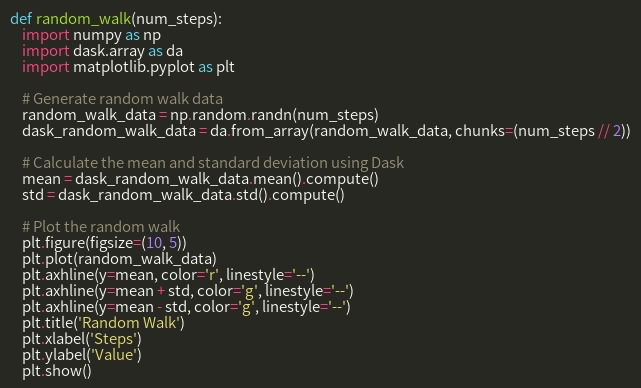 def random_walk(num_steps):
    import numpy as np
    import dask.array as da
    import matplotlib.pyplot as plt
    # Generate random walk data
    random_walk_data = np.random.randn(num_steps)
    dask_random_walk_data = da.from_array(random_walk_data, chunks=(num_steps // 2))
    # Calculate the mean and standard deviation using Dask
    mean = dask_random_walk_data.mean().compute()
    std = dask_random_walk_data.std().compute()
    # Plot the random walk
    plt.figure(figsize=(10, 5))
    plt.plot(random_walk_data)
    plt.axhline(y=mean, color='r', linestyle='--')
    plt.axhline(y=mean + std, color='g', linestyle='--')
    plt.axhline(y=mean - std, color='g', linestyle='--')
    plt.title('Random Walk')
    plt.xlabel('Steps')
    plt.ylabel('Value')
    plt.show()